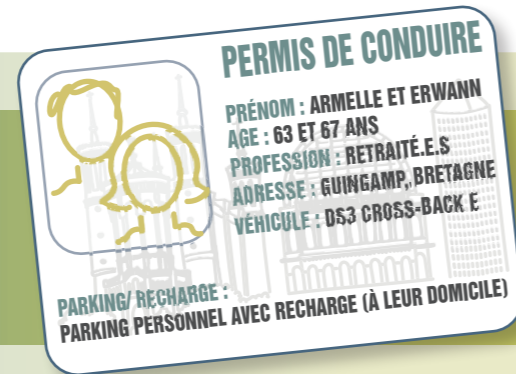 PERMIS DE CONDUIRE
PRÉNOM : ARMELLE ET ERWANN
AGE : 63 ET 67 ANS
PROFESSION : RETRAITÉ.E.S
ADRESSE : GUINGAMP, BRETAGNE
VÉHICULE : DS3 CROSS-BACK E
PARKING/ RECHARGE :
PARKING PERSONNEL AVEC RECHARGE (À LEUR DOMICILE)